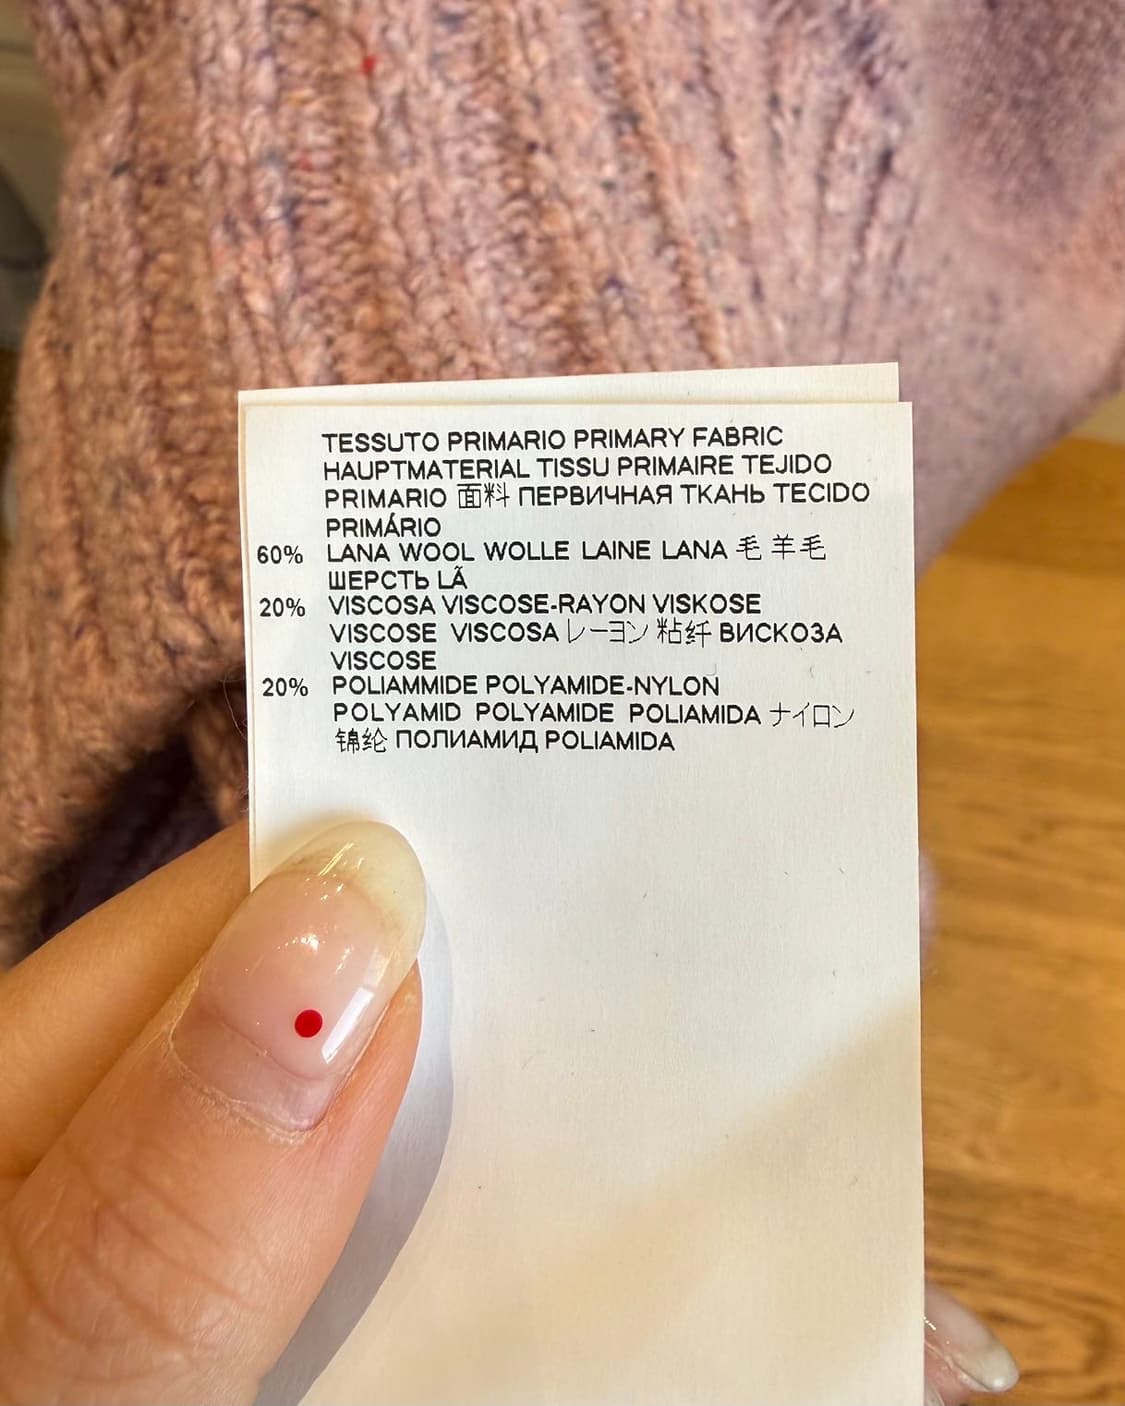 TESSUTO PRIMARIO PRIMARY FABRIC
HAUPTMATERIAL TISSU PRIMAIRE TEJIDO
PRIMARIO 面料 ПЕРВИЧНАЯ ТКАНЬ TECIDO
PRIMÁRIO
60% LANA WOOL WOLLE LAINE LANA 毛 羊毛
ШЕРСТЬ LÃ
20% VISCOSA VISCOSE-RAYON VISKOSE
VISCOSE VISCOSA レーヨン 粘纤 ВИСКОЗА
VISCOSE
20% POLIAMMIDE POLYAMIDE-NYLON
POLYAMID POLYAMIDE POLIAMIDA ナイロン
锦纶 ПОЛИАМИД POLIAMIDA